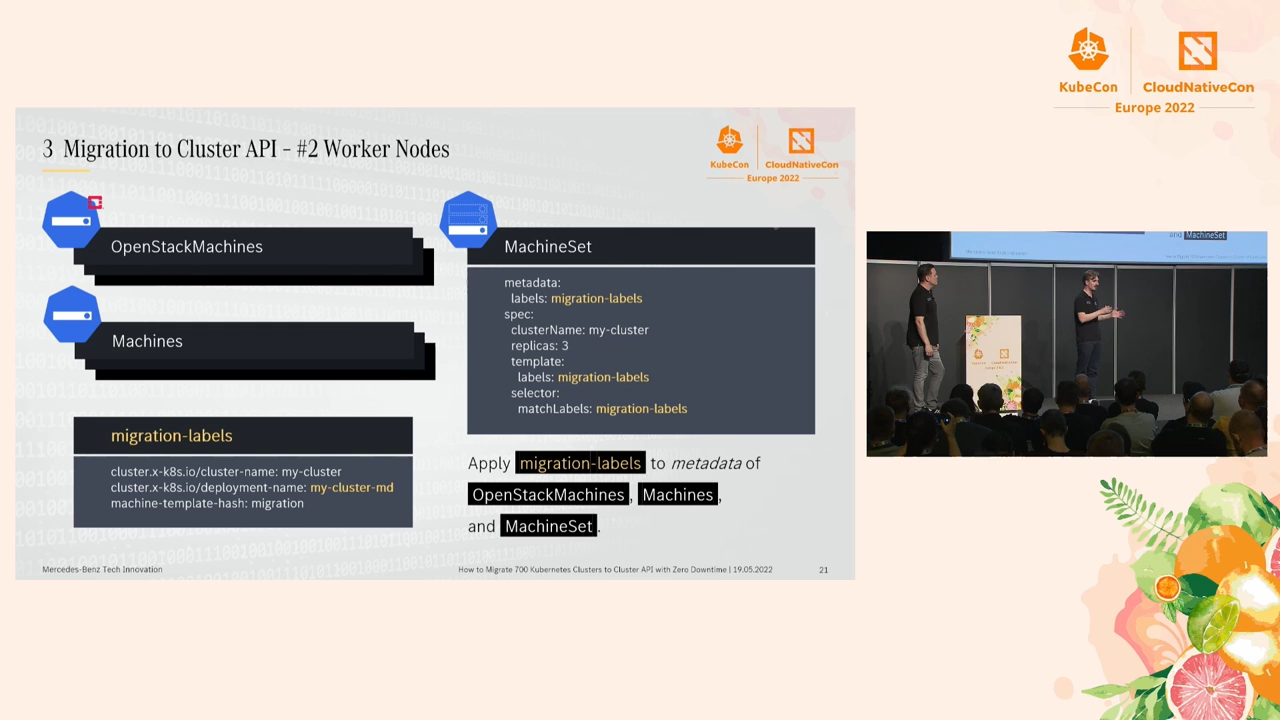 KubeCon
CloudNativeCon
Europe 2022
3 Migration to Cluster API – #2 Worker Nodes
KubeCon
CloudNativeCon
Europe 2022
OpenStackMachines
Machines
migration-labels
cluster.x-k8s.io/cluster-name: my-cluster
cluster.x-k8s.io/deployment-name: my-cluster-md
machine-template-hash: migration
MachineSet
metadata:
labels: migration-labels
spec:
clusterName: my-cluster
replicas: 3
template:
labels: migration-labels
selector:
matchLabels: migration-labels
Apply migration-labels to metadata of
OpenStackMachines, Machines,
and MachineSet.
Mercedes-Benz Tech Innovation
How to Migrate 700 Kubernetes Clusters to Cluster API with Zero Downtime | 19.05.2022
21
and MachineSet